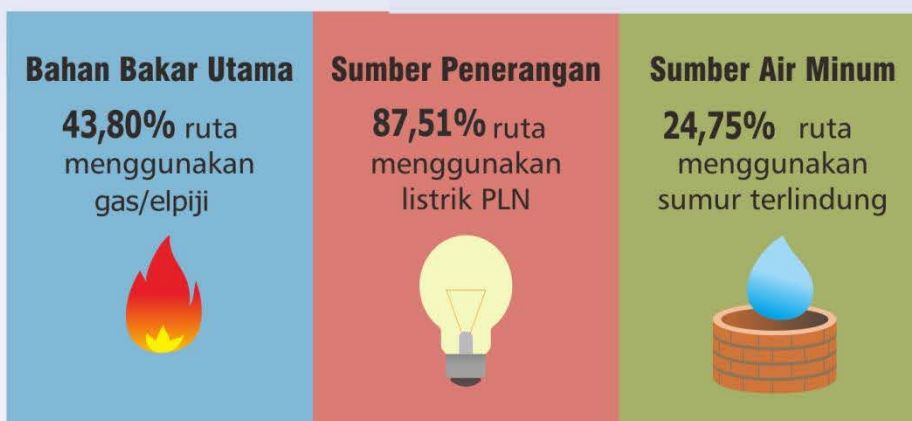 Bahan Bakar Utama
43,80% ruta
menggunakan
gas/elpiji
Sumber Penerangan
87,51% ruta
menggunakan
listrik PLN
Sumber Air Minum
24,75% ruta
menggunakan
sumur terlindung